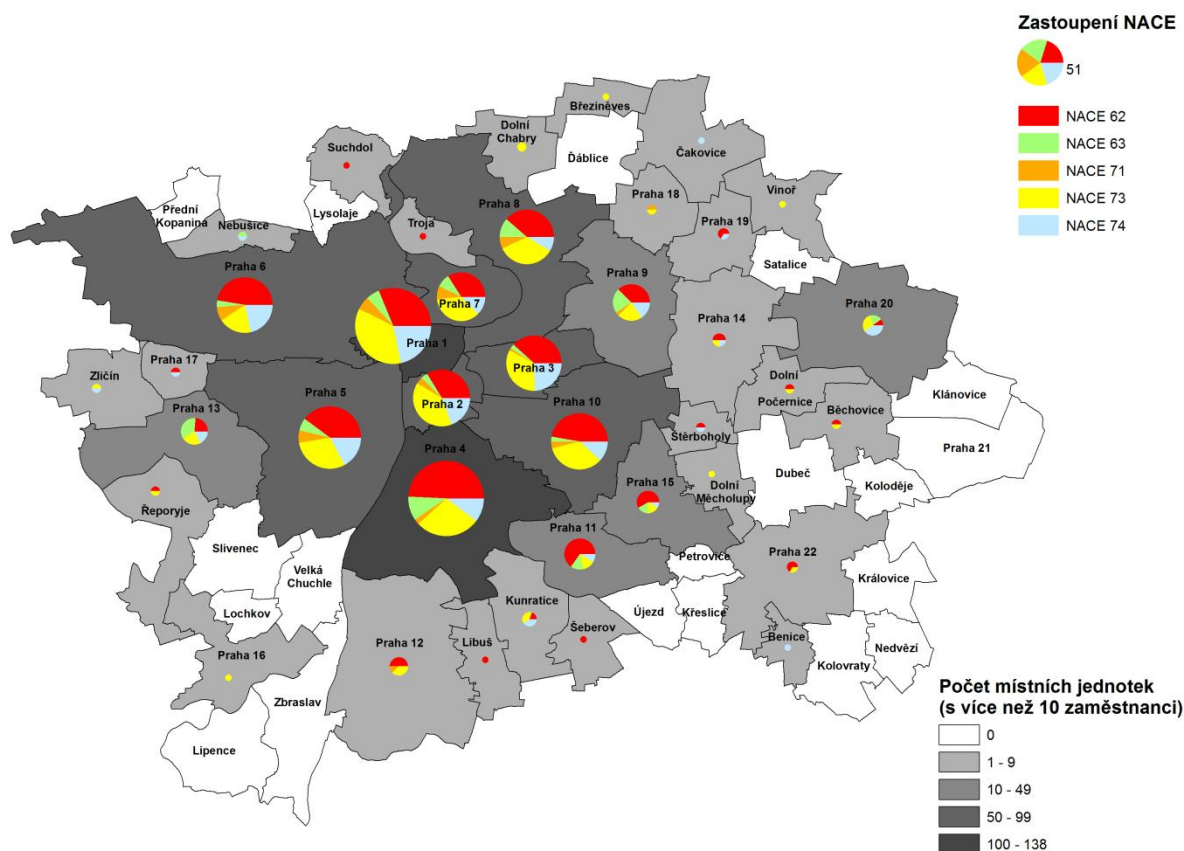 Zastoupení NACE
51
NACE 62
NACE 63
NACE 71
NACE 73
NACE 74
Březiněves
Dolní
Chabry
Ďáblice
Čakovice
Suchdol
Přední
Kopanina
Lysolaje
Nebušice
Troja
Praha 8
Praha 18
Vinoř
Praha 19
Satalice
Praha 6
Praha 7
Praha 9
Praha 20
Praha 1
Praha 14
Praha 17
Zličín
Praha 3
Dolní
Počernice
Klánovice
Praha 13
Praha 5
Praha 2
Praha 10
Běchovice
Štěrboholy
Praha 21
Praha 4
Dubeč
Koloděje
Řeporyje
Praha 15
Dolní
Měcholupy
Slivenec
Velká
Chuchle
Praha 11
Petrovice
Praha 22
Královice
Lochkov
Kunratice
Újezd
Křeslice
Praha 12
Libuš
Šeberov
Benice
Nedvězí
Kolovraty
Praha 16
Zbraslav
Lipence
Počet místních jednotek
(s více než 10 zaměstnanci)
0
1 - 9
10 - 49
50 - 99
100 - 138